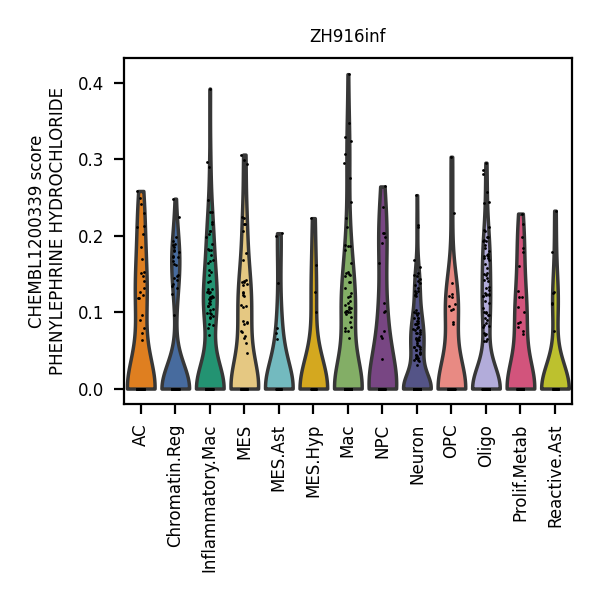 ZH916inf
CHEMBL1200339 score
PHENYLEPHRINE HYDROCHLORIDE
0.4
0.3
0.2
0.1
0.0
AC
Chromatin.Reg
Inflammatory.Mac
MES
MES.Ast
MES.Hyp
Mac
NPC
Neuron
OPC
Oligo
Prolif.Metab
Reactive.Ast